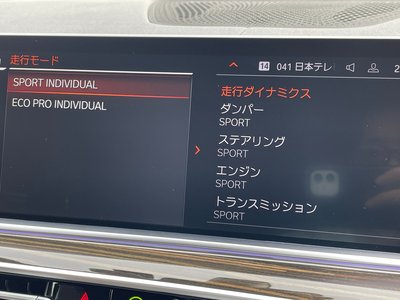 走行モード
14 041 日本テレ
SPORT INDIVIDUAL
ECO PRO INDIVIDUAL
走行ダイナミクス
ダンパー
SPORT
ステアリング
SPORT
エンジン
SPORT
トランスミッション
SPORT